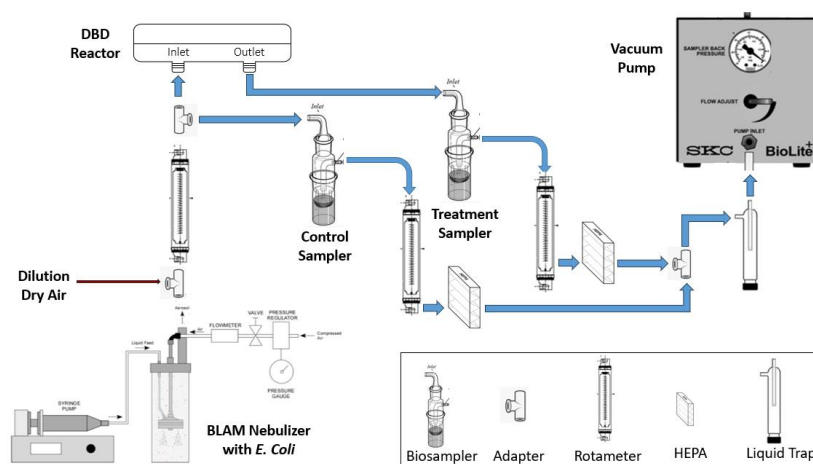 DBD
Reactor
Inlet
Outlet
Vacuum
Pump
SAMPLER BACK
PRESSURE
FLOW ADJUST
PUMP INLET
SKC
BioLite+
Inlet
Inlet
Control
Sampler
Treatment
Sampler
Dilution
Dry Air
Aerosol
Air
FLOWMETER
VALVE
PRESSURE
REGULATOR
Compressed
Air
PRESSURE
GAUGE
Liquid Feed
SYRINGE
PUMP
BLAM Nebulizer
with E. Coli
Inlet
Biosampler
Adapter
Rotameter
HEPA
Liquid Trap